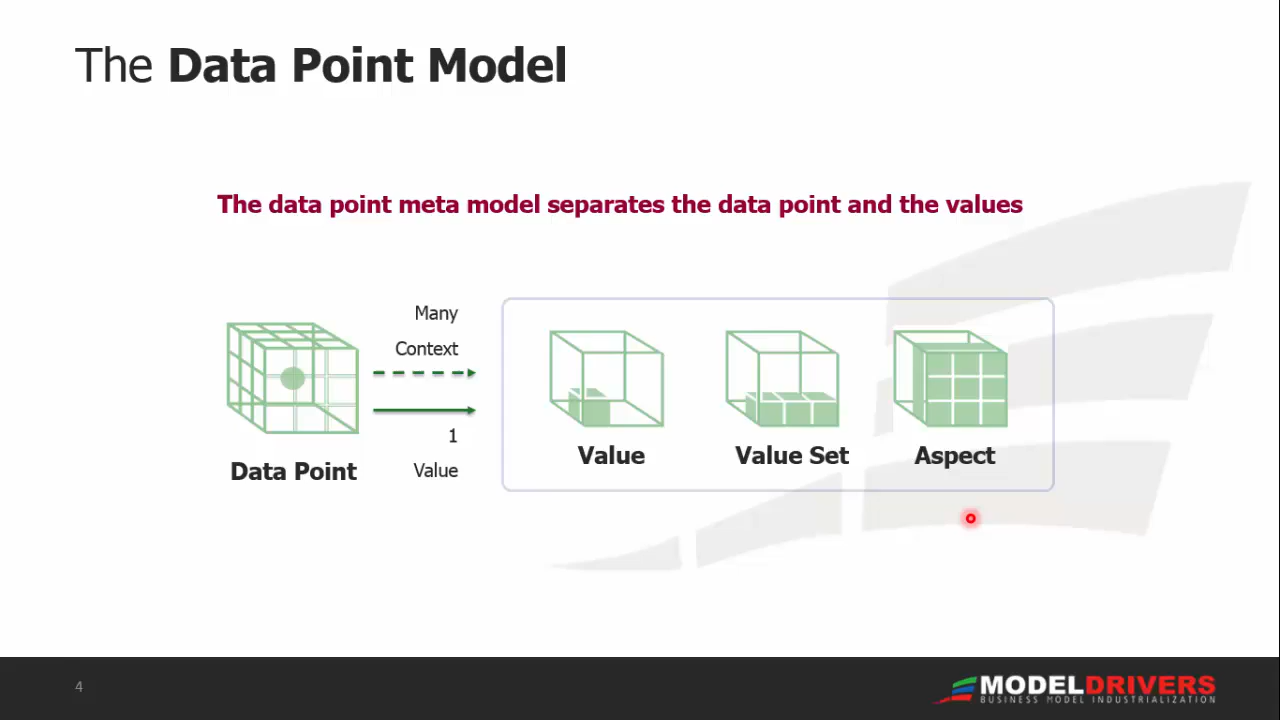 The Data Point Model
The data point meta model separates the data point and the values
Many
Context
1
Value
Data Point
Value
Value Set
Aspect
4
MODELDRIVERS
BUSINESS MODEL INDUSTRIALIZATION